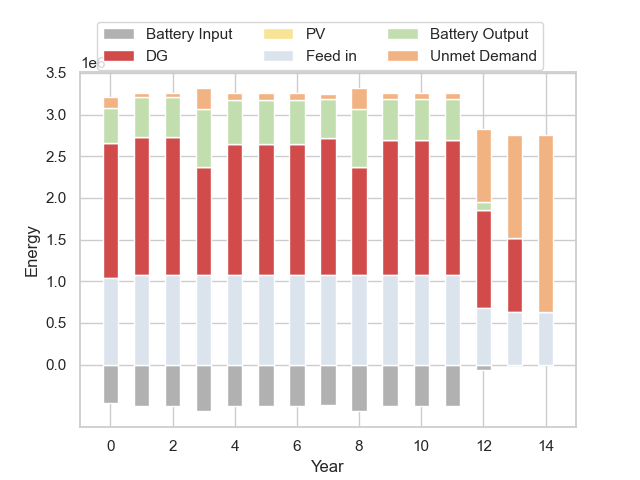 Battery Input PV Battery Output
DG Feed in Unmet Demand
1e6
3.5
3.0
2.5
2.0
1.5
1.0
0.5
0.0
Energy
0 2 4 6 8 10 12 14
Year